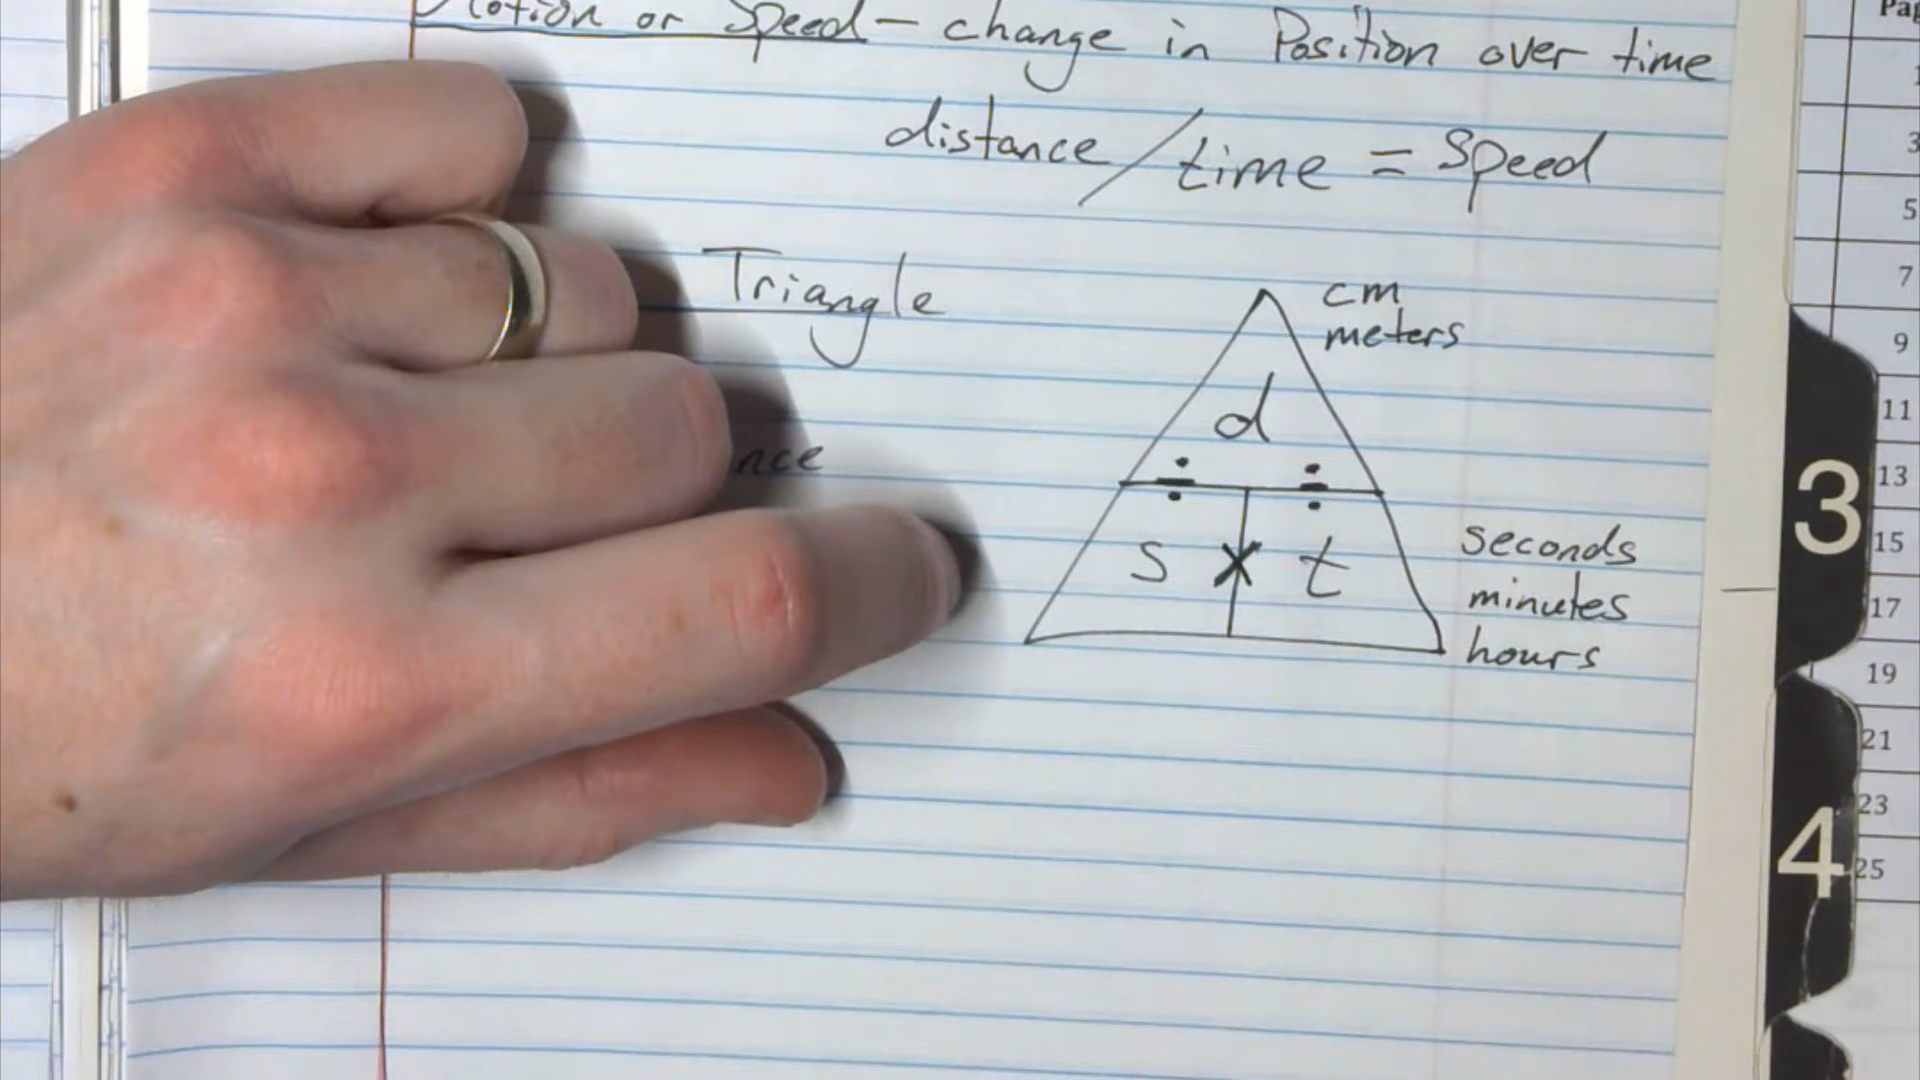 Motion or Speed - change in Position over time
distance / time = Speed
Triangle
cm
meters
d
÷ ÷
s × t
seconds
minutes
hours
3
4
1
3
5
7
9
11
13
15
17
19
21
23
25